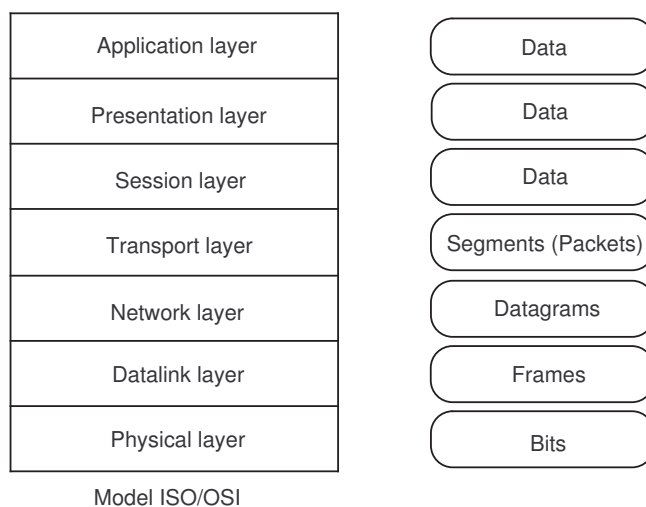 Application layer
Data
Presentation layer
Data
Session layer
Data
Transport layer
Segments (Packets)
Network layer
Datagrams
Datalink layer
Frames
Physical layer
Bits
Model ISO/OSI